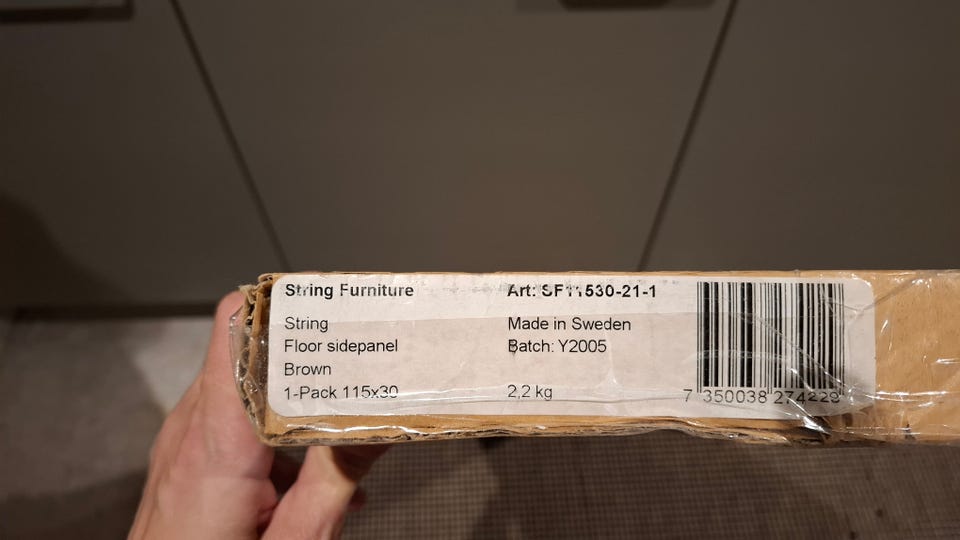 String Furniture
Art: SF11530-21-1
String
Floor sidepanel
Brown
1-Pack 115x30
Made in Sweden
Batch: Y2005
2,2 kg
7 350038 274229